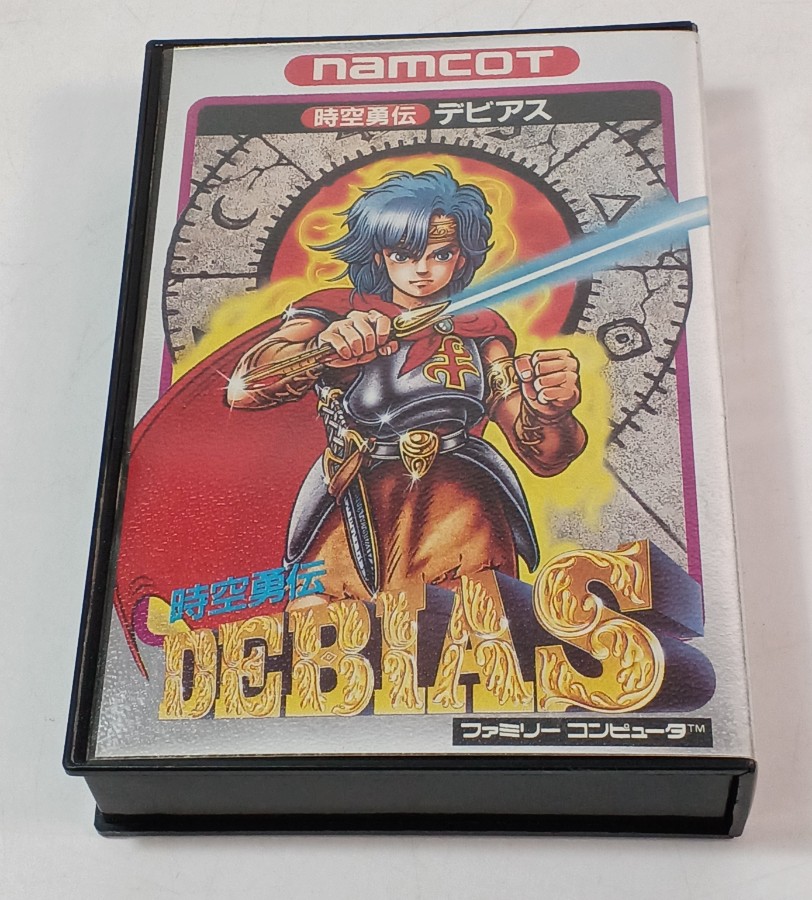 namcot
時空勇伝 デビアス
時空勇伝
DEBIAS
ファミリー コンピュータ™